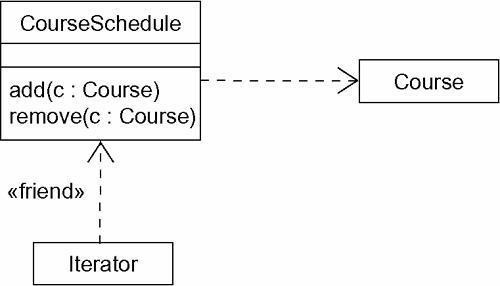 CourseSchedule
add(c : Course)
remove(c : Course)
Course
«friend»
Iterator